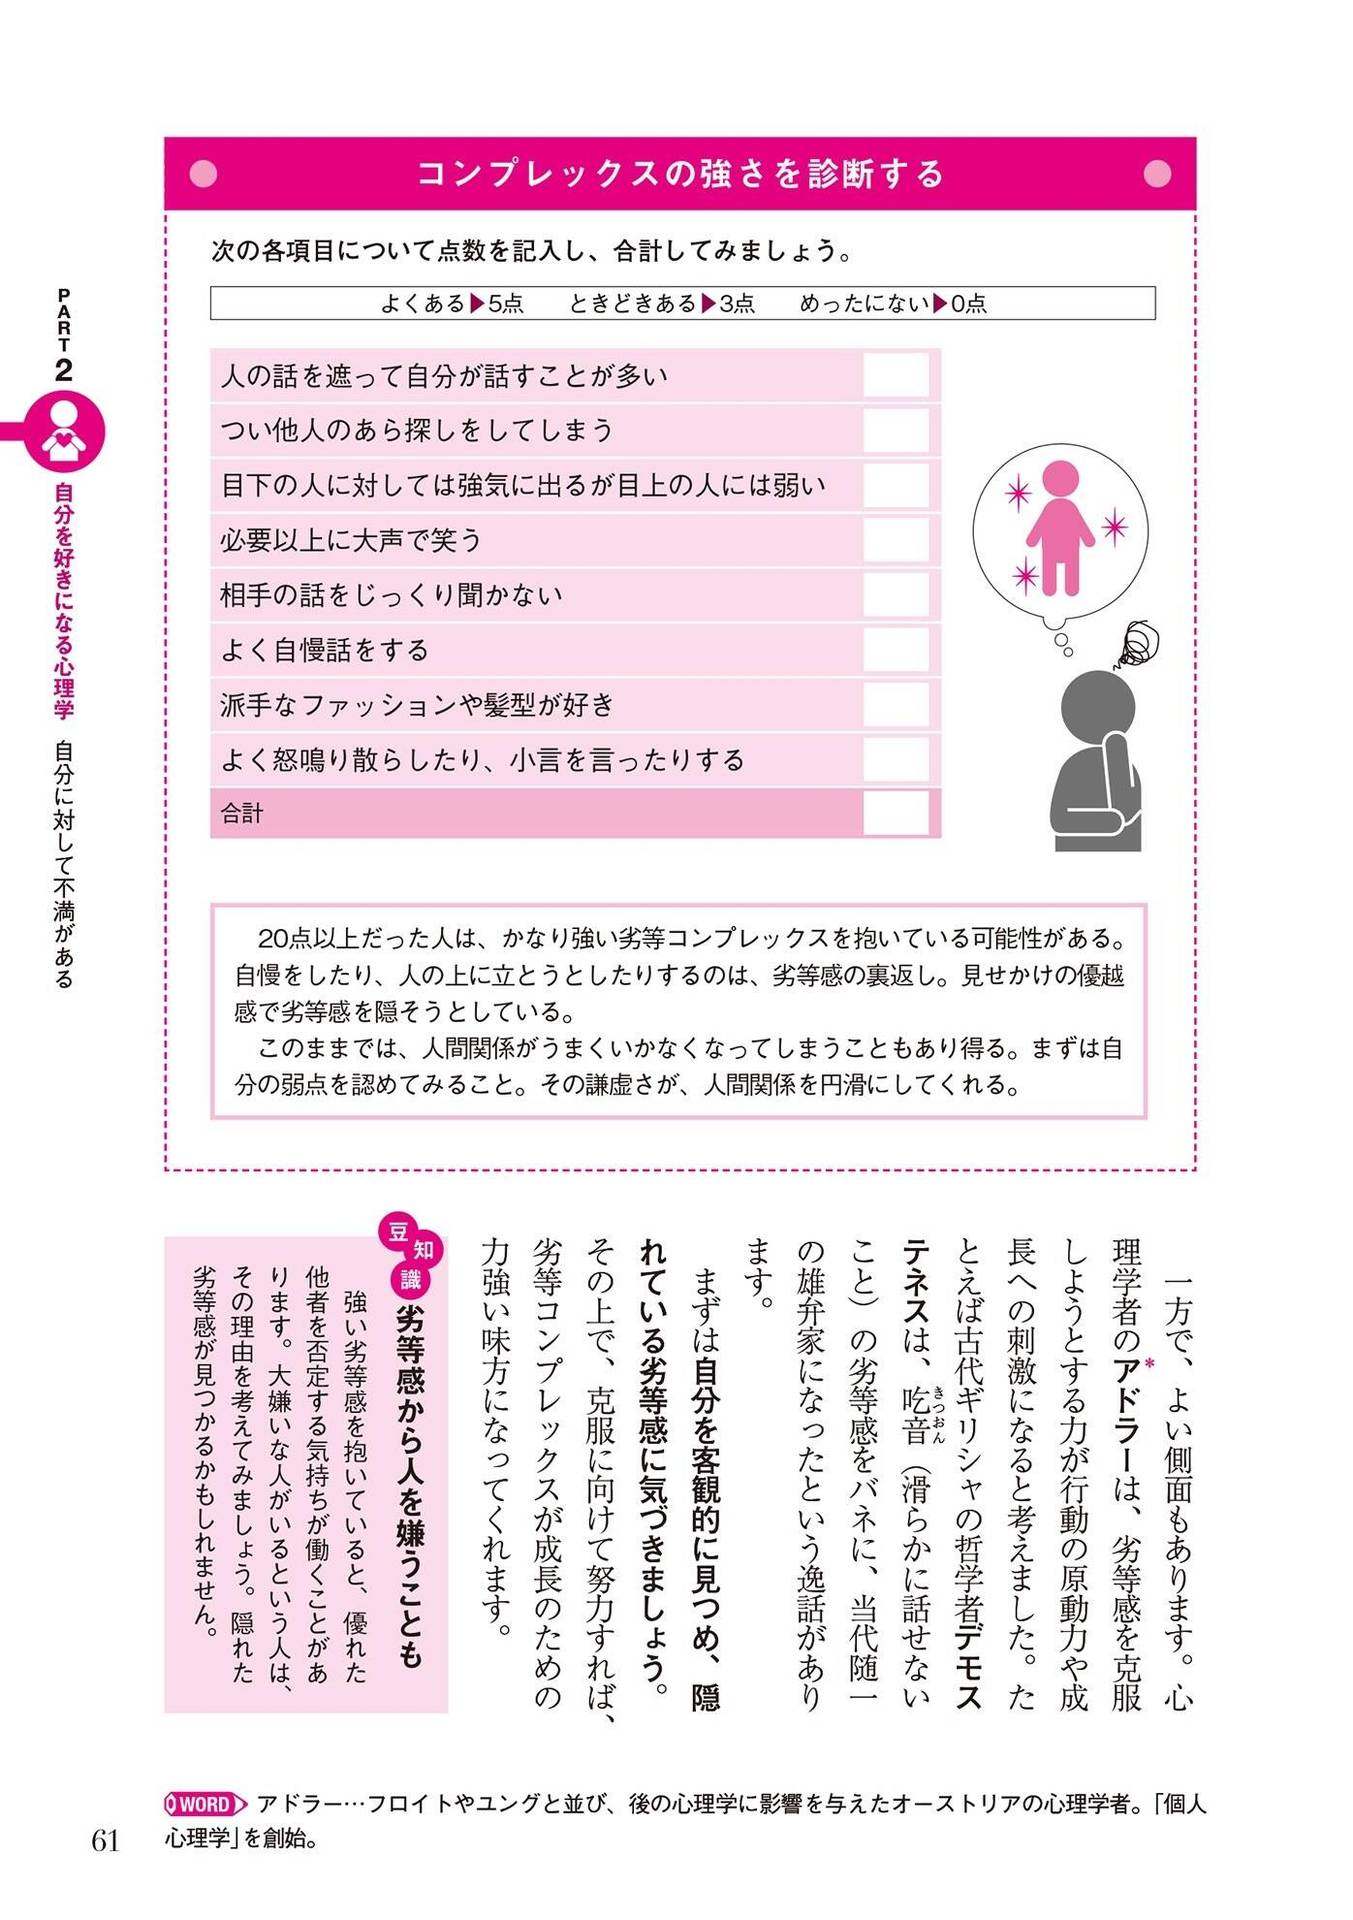 PART 2
自分を好きになる心理学 自分に対して不満がある
コンプレックスの強さを診断する
次の各項目について点数を記入し、合計してみましょう。
よくある▶5点 ときどきある▶3点 めったにない▶0点
人の話を遮って自分が話すことが多い
つい他人のあら探しをしてしまう
目下の人に対しては強気に出るが目上の人には弱い
必要以上に大声で笑う
相手の話をじっくり聞かない
よく自慢話をする
派手なファッションや髪型が好き
よく怒鳴り散らしたり、小言を言ったりする
合計
20点以上だった人は、かなり強い劣等コンプレックスを抱いている可能性がある。
自慢をしたり、人の上に立とうとしたりするのは、劣等感の裏返し。見せかけの優越
感で劣等感を隠そうとしている。
このままでは、人間関係がうまくいかなくなってしまうこともあり得る。まずは自
分の弱点を認めてみること。その謙虚さが、人間関係を円滑にしてくれる。
一方で、よい側面もあります。心
理学者のアドラー*は、劣等感を克服
しようとする力が行動の原動力や成
長への刺激になると考えました。た
とえば古代ギリシャの哲学者デモス
テネスは、吃音（滑らかに話せない
きつおん
こと）の劣等感をバネに、当代随一
の雄弁家になったという逸話があり
ます。
まずは自分を客観的に見つめ、隠
れている劣等感に気づきましょう。
その上で、克服に向けて努力すれば、
劣等コンプレックスが成長のための
力強い味方になってくれます。
豆知識
劣等感から人を嫌うことも
強い劣等感を抱いていると、優れた
他者を否定する気持ちが働くことがあ
ります。大嫌いな人がいるという人は、
その理由を考えてみましょう。隠れた
劣等感が見つかるかもしれません。
WORD アドラー…フロイトやユングと並び、後の心理学に影響を与えたオーストリアの心理学者。「個人
心理学」を創始。
61